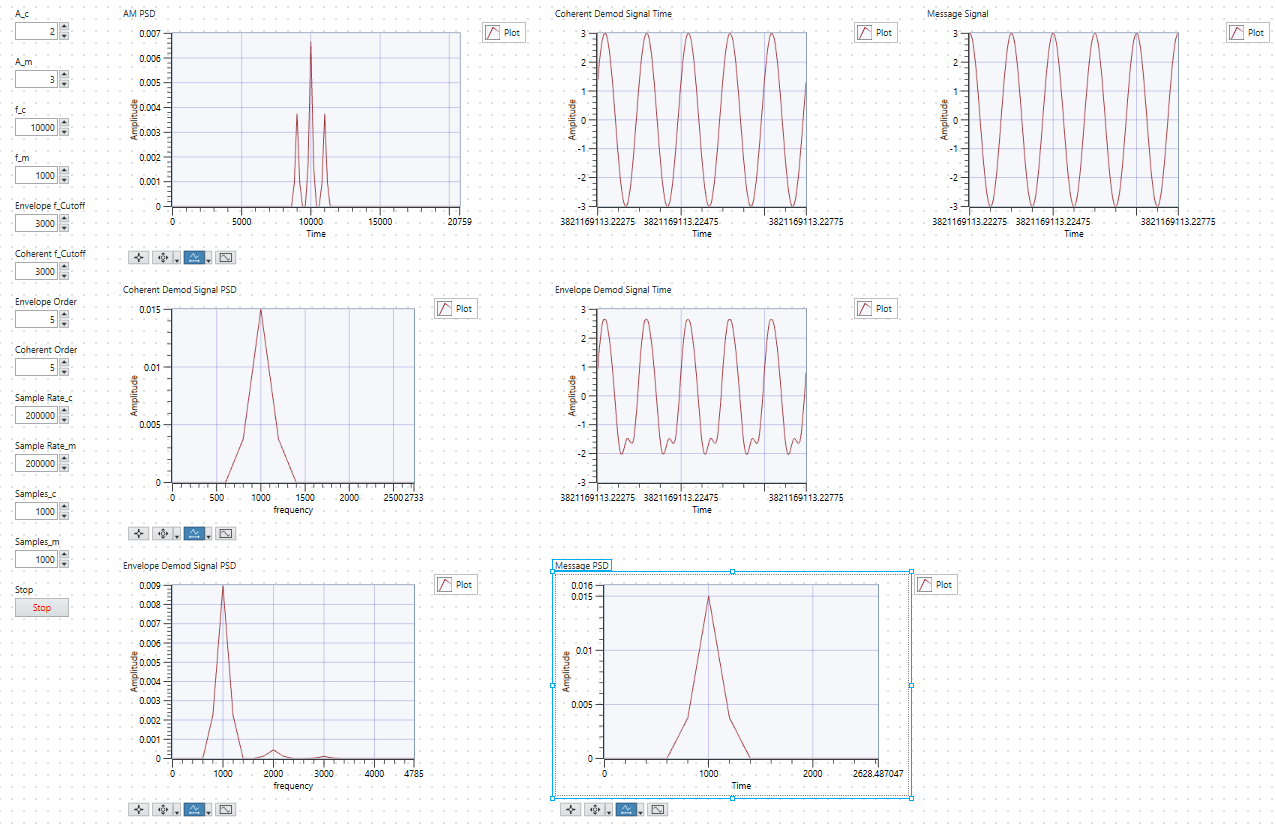 A_c
2
A_m
3
f_c
10000
f_m
1000
Envelope f_Cutoff
3000
Coherent f_Cutoff
3000
Envelope Order
5
Coherent Order
5
Sample Rate_c
200000
Sample Rate_m
200000
Samples_c
1000
Samples_m
1000
Stop
Stop
AM PSD
Plot
Amplitude
0.007
0.006
0.005
0.004
0.003
0.002
0.001
0
0 5000 10000 15000 20759
Time
Coherent Demod Signal Time
Plot
Amplitude
3
2
1
0
-1
-2
-3
3821169113.22275 3821169113.22475 3821169113.22775
Time
Message Signal
Plot
Amplitude
3
2
1
0
-1
-2
-3
3821169113.22275 3821169113.22475 3821169113.22775
Time
Coherent Demod Signal PSD
Plot
Amplitude
0.015
0.01
0.005
0
0 500 1000 1500 2000 2500 2733
frequency
Envelope Demod Signal Time
Plot
Amplitude
3
2
1
0
-1
-2
-3
3821169113.22275 3821169113.22475 3821169113.22775
Time
Envelope Demod Signal PSD
Plot
Amplitude
0.009
0.008
0.007
0.006
0.005
0.004
0.003
0.002
0.001
0
0 1000 2000 3000 4000 4785
frequency
Message PSD
Plot
Amplitude
0.016
0.015
0.01
0.005
0
0 1000 2000 2628.487047
Time